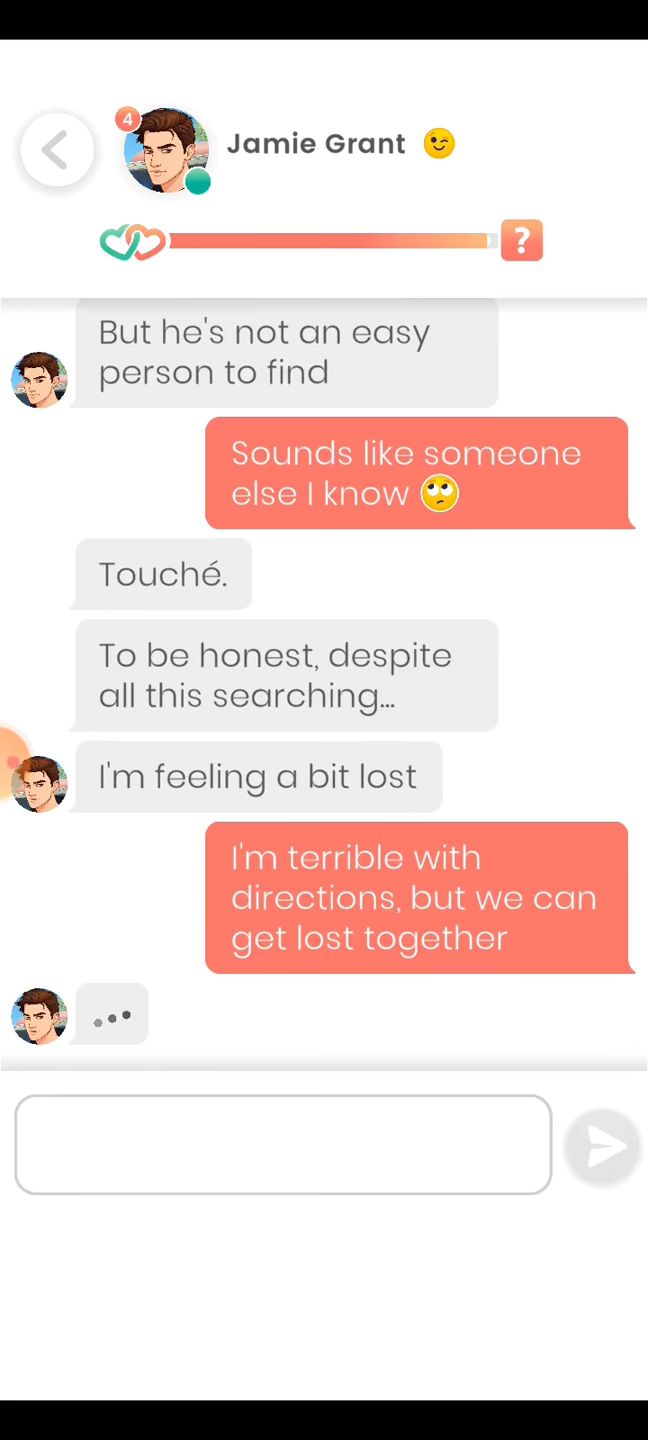 4
Jamie Grant 😉
?
But he's not an easy
person to find
Sounds like someone
else I know 🙄
Touché.
To be honest, despite
all this searching...
I'm feeling a bit lost
I'm terrible with
directions, but we can
get lost together